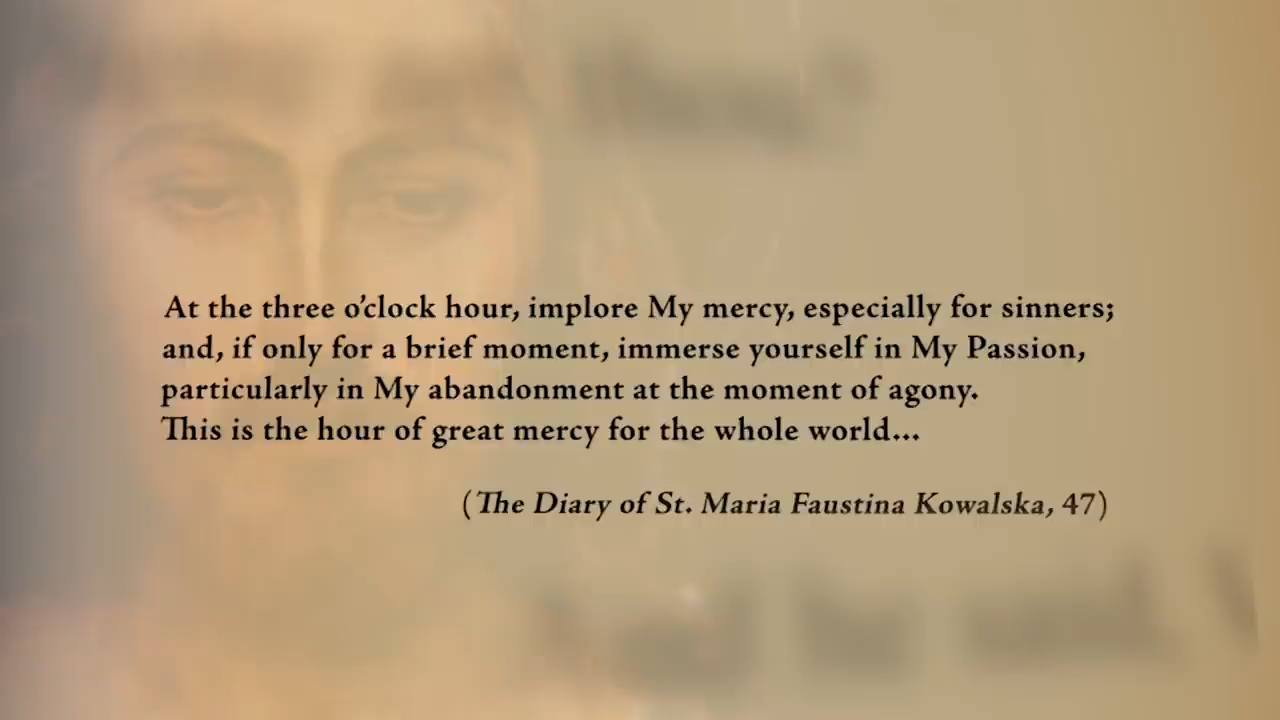 At the three o’clock hour, implore My mercy, especially for sinners;
and, if only for a brief moment, immerse yourself in My Passion,
particularly in My abandonment at the moment of agony.
This is the hour of great mercy for the whole world...
(The Diary of St. Maria Faustina Kowalska, 47)